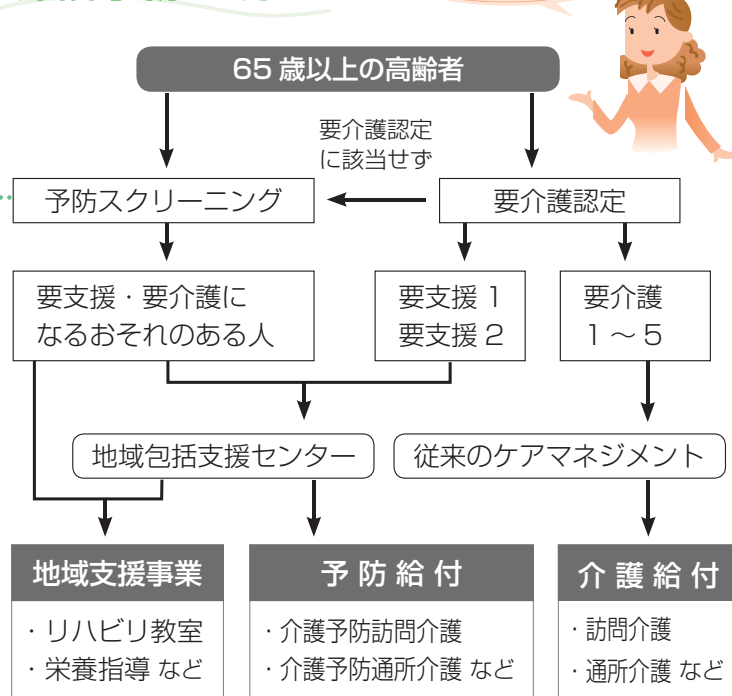 65 歳以上の高齢者
要介護認定
に該当せず
予防スクリーニング
要介護認定
要支援・要介護に
なるおそれのある人
要支援 1
要支援 2
要介護
1 ～ 5
地域包括支援センター
従来のケアマネジメント
地域支援事業
予 防 給 付
介 護 給 付
・リハビリ教室
・栄養指導 など
・介護予防訪問介護
・介護予防通所介護 など
・訪問介護
・通所介護 など